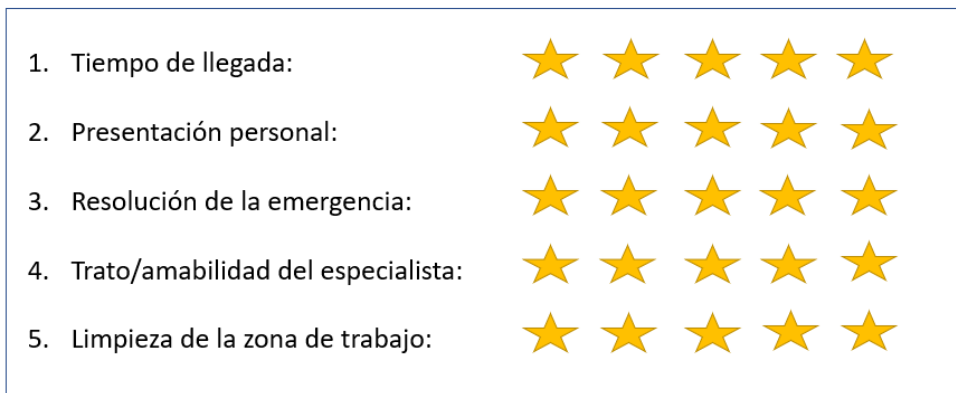 1. Tiempo de llegada:
2. Presentación personal:
3. Resolución de la emergencia:
4. Trato/amabilidad del especialista:
5. Limpieza de la zona de trabajo: